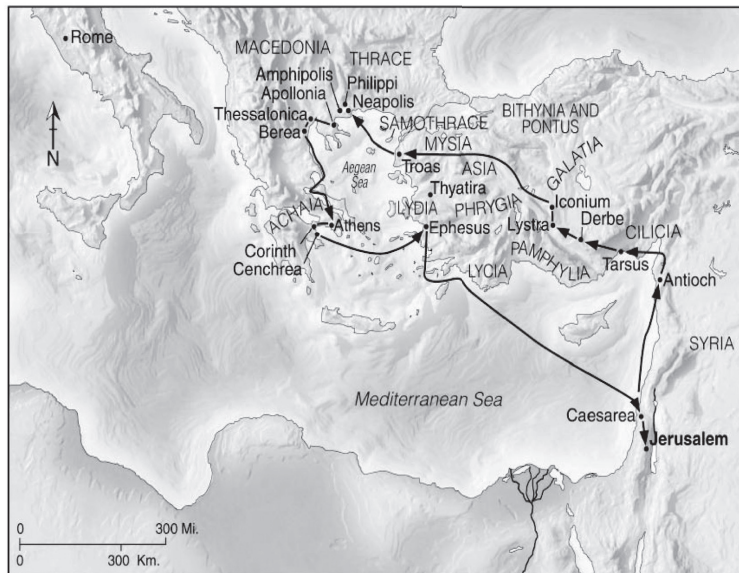 Rome
MACEDONIA
THRACE
Amphipolis
Philippi
Apollonia
Neapolis
Thessalonica
Berea
SAMOTHRACE
BITHYNIA AND
PONTUS
MYSIA
N
Aegean
Sea
Troas
ASIA
GALATIA
Thyatira
LYDIA
PHRYGIA
Iconium
Derbe
ACHAIA
Athens
Ephesus
Lystra
CILICIA
Corinth
Cenchrea
PAMPHYLIA
Tarsus
LYCIA
Antioch
SYRIA
Mediterranean Sea
Caesarea
Jerusalem
0 300 Mi.
0 300 Km.